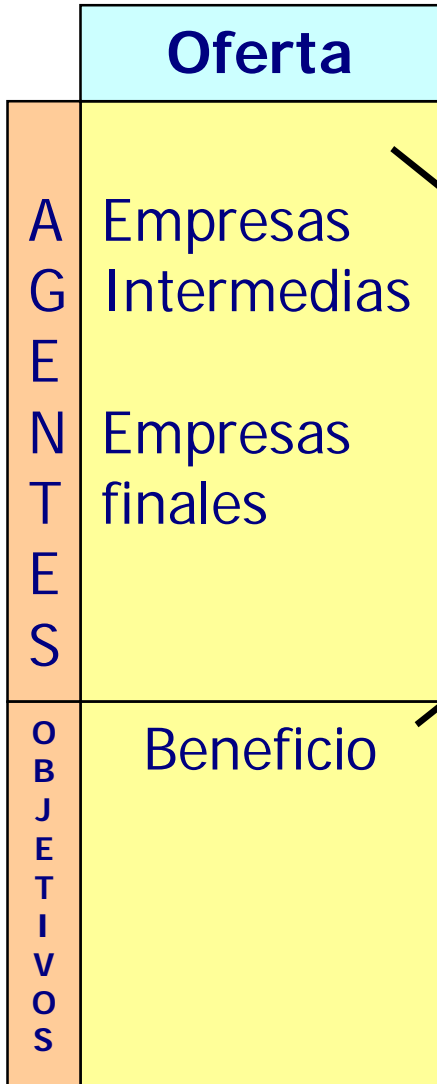 Oferta
AGENTES
Empresas
Intermedias
Empresas
finales
OBJETIVOS
Beneficio